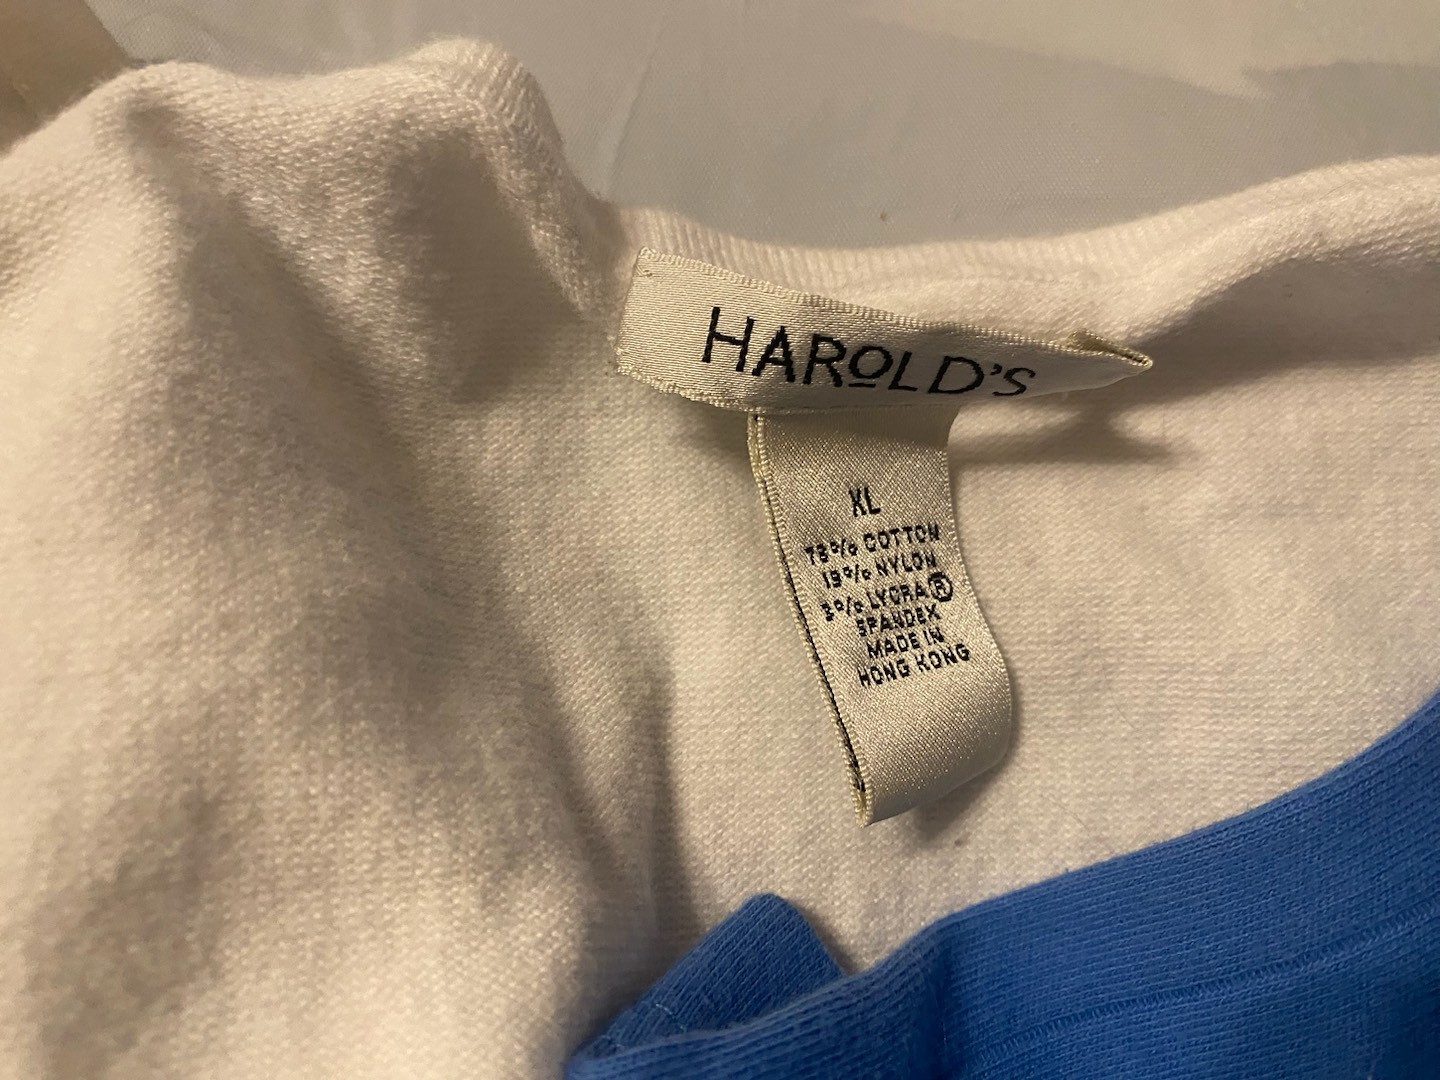 HAROLD'S
XL
78% COTTON
19% NYLON
3% LYCRA®
SPANDEX
MADE IN
HONG KONG